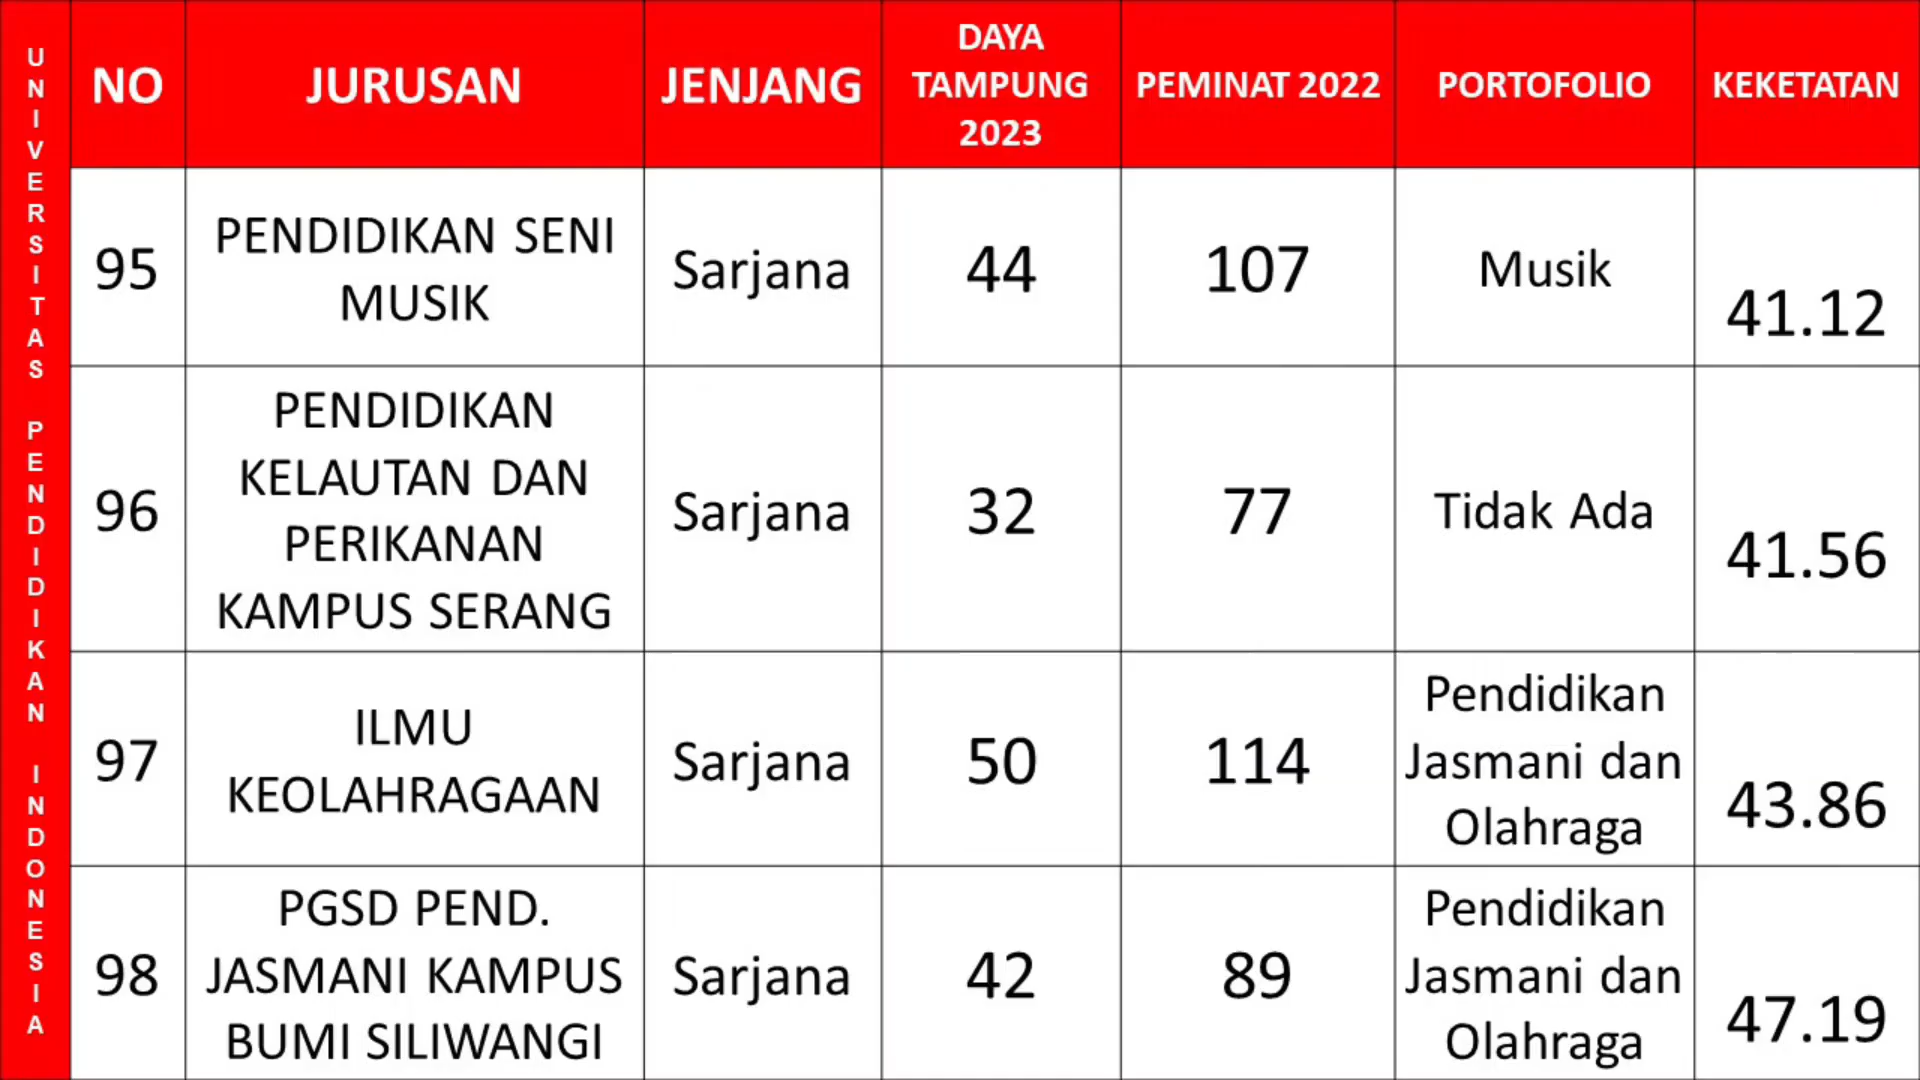 UNIVERSITAS PENDIDIKAN INDONESIA
NO
JURUSAN
JENJANG
DAYA
TAMPUNG
2023
PEMINAT 2022
PORTOFOLIO
KEKETATAN
95
PENDIDIKAN SENI
MUSIK
Sarjana
44
107
Musik
41.12
96
PENDIDIKAN
KELAUTAN DAN
PERIKANAN
KAMPUS SERANG
Sarjana
32
77
Tidak Ada
41.56
97
ILMU
KEOLAHRAGAAN
Sarjana
50
114
Pendidikan
Jasmani dan
Olahraga
43.86
98
PGSD PEND.
JASMANI KAMPUS
BUMI SILIWANGI
Sarjana
42
89
Pendidikan
Jasmani dan
Olahraga
47.19